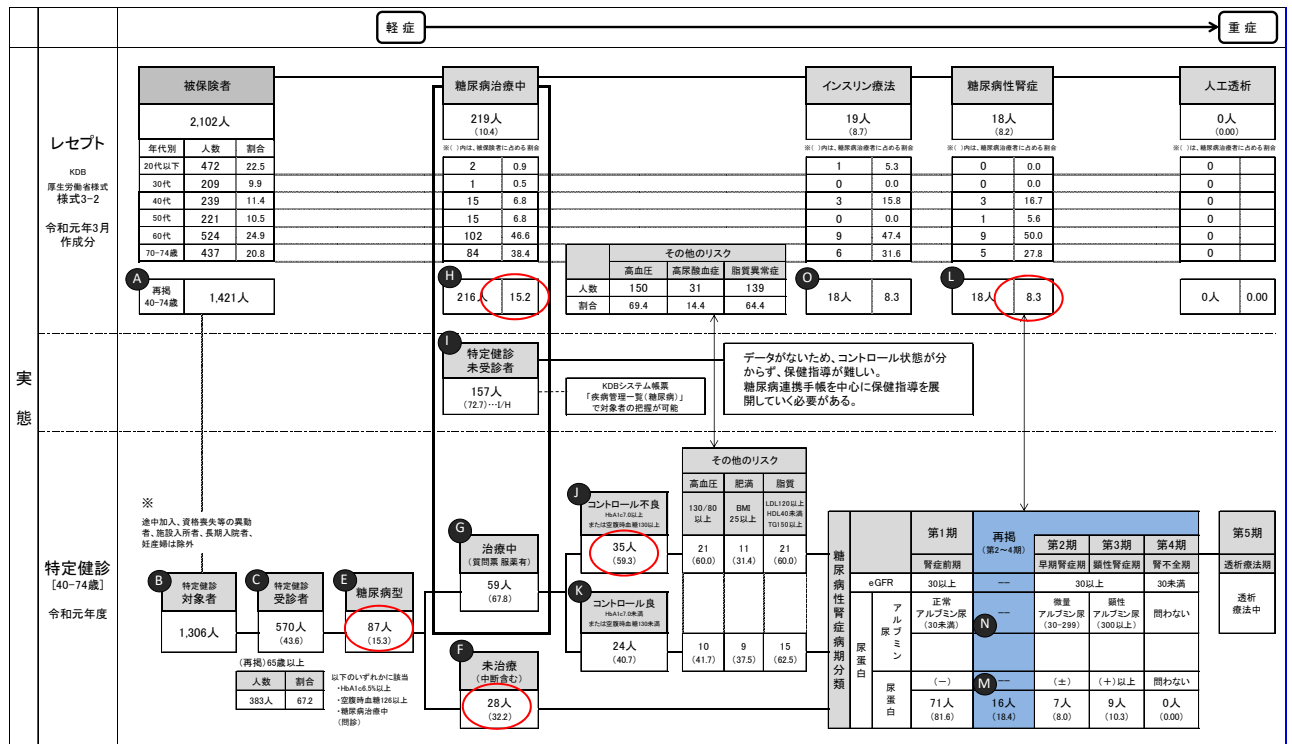 軽 症
重 症
実
態
レセプト
KDB
厚生労働省様式
様式3-2
令和元年3月
作成分
被保険者
2,102人
年代別 人数 割合
20代以下 472 22.5
30代 209 9.9
40代 239 11.4
50代 221 10.5
60代 524 24.9
70-74歳 437 20.8
A
再掲
40-74歳
1,421人
糖尿病治療中
219人
(10.4)
※( )内は、被保険者に占める割合
2 0.9
1 0.5
15 6.8
15 6.8
102 46.6
84 38.4
H
216人 15.2
その他のリスク
高血圧 高尿酸血症 脂質異常症
人数 150 31 139
割合 69.4 14.4 64.4
インスリン療法
19人
(8.7)
※( )内は、糖尿病治療者に占める割合
1 5.3
0 0.0
3 15.8
0 0.0
9 47.4
6 31.6
O
18人 8.3
糖尿病性腎症
18人
(8.2)
※( )内は、糖尿病治療者に占める割合
0 0.0
0 0.0
3 16.7
1 5.6
9 50.0
5 27.8
L
18人 8.3
人工透析
0人
(0.00)
※( )は、糖尿病治療者に占める割合
0
0
0
0
0
0
0人 0.00
I
特定健診
未受診者
157人
(72.7)…I/H
KDBシステム帳票
「疾病管理一覧(糖尿病)」
で対象者の把握が可能
データがないため、コントロール状態が分
からず、保健指導が難しい。
糖尿病連携手帳を中心に保健指導を展
開していく必要がある。
特定健診
[40-74歳]
令和元年度
※
途中加入、資格喪失等の異動
者、施設入所者、長期入院者、
妊産婦は除外
B
特定健診
対象者
1,306人
C
特定健診
受診者
570人
(43.6)
(再掲)65歳以上
人数 割合
383人 67.2
E
糖尿病型
87人
(15.3)
以下のいずれかに該当
・HbA1c6.5%以上
・空腹時血糖126以上
・糖尿病治療中
(問診)
G
治療中
(質問票 服薬有)
59人
(67.8)
F
未治療
(中断含む)
28人
(32.2)
J
コントロール不良
HbA1c7.0以上
または空腹時血糖130以上
35人
(59.3)
K
コントロール良
HbA1c7.0未満
または空腹時血糖130未満
24人
(40.7)
その他のリスク
高血圧 肥満 脂質
130/80
以上
BMI
25以上
LDL120以上
HDL40未満
TG150以上
21 11 21
(60.0) (31.4) (60.0)
10 9 15
(41.7) (37.5) (62.5)
糖尿病性腎症病期分類
第1期 再掲
(第2~4期)
第2期 第3期 第4期 第5期
腎症前期 早期腎症期 顕性腎症期 腎不全期 透析療法期
eGFR 30以上 -- 30以上 30未満
透析
療法中
尿蛋白
アルブミン尿
正常
アルブミン尿
(30未満)
N
--
微量
アルブミン尿
(30-299)
顕性
アルブミン尿
(300以上)
問わない
尿蛋白
(-) M -- (±) (+)以上 問わない
71人 16人 7人 9人 0人
(81.6) (18.4) (8.0) (10.3) (0.00)